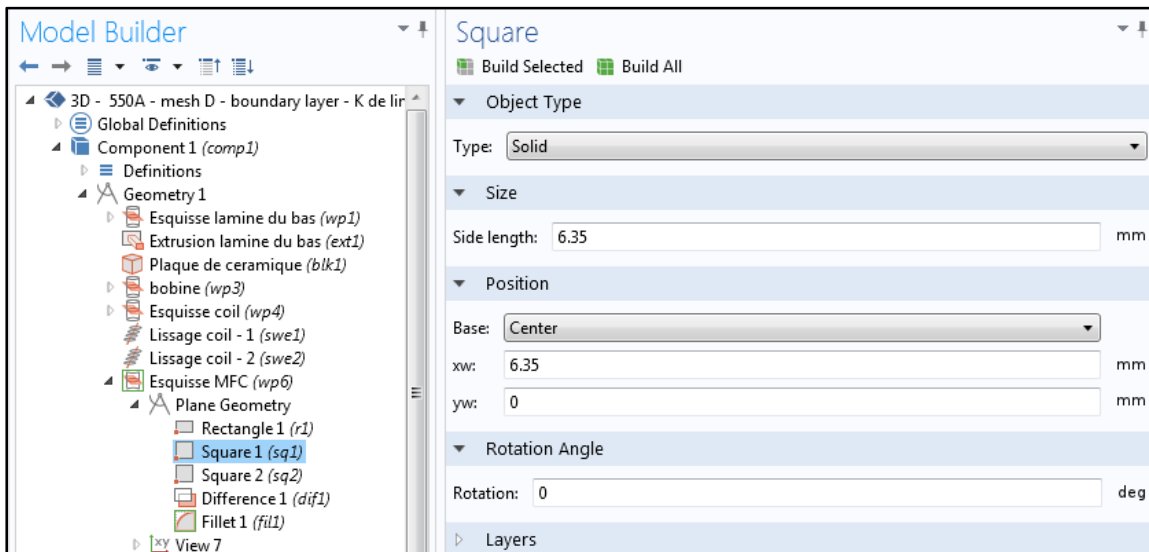 Model Builder
3D - 550A - mesh D - boundary layer - K de lin
Global Definitions
Component 1 (comp1)
Definitions
Geometry 1
Esquisse lamine du bas (wp1)
Extrusion lamine du bas (ext1)
Plaque de ceramique (blk1)
bobine (wp3)
Esquisse coil (wp4)
Lissage coil - 1 (swe1)
Lissage coil - 2 (swe2)
Esquisse MFC (wp6)
Plane Geometry
Rectangle 1 (r1)
Square 1 (sq1)
Square 2 (sq2)
Difference 1 (dif1)
Fillet 1 (fil1)
xy View 7
Square
Build Selected Build All
Object Type
Type: Solid
Size
Side length: 6.35 mm
Position
Base: Center
xw: 6.35 mm
yw: 0 mm
Rotation Angle
Rotation: 0 deg
Layers